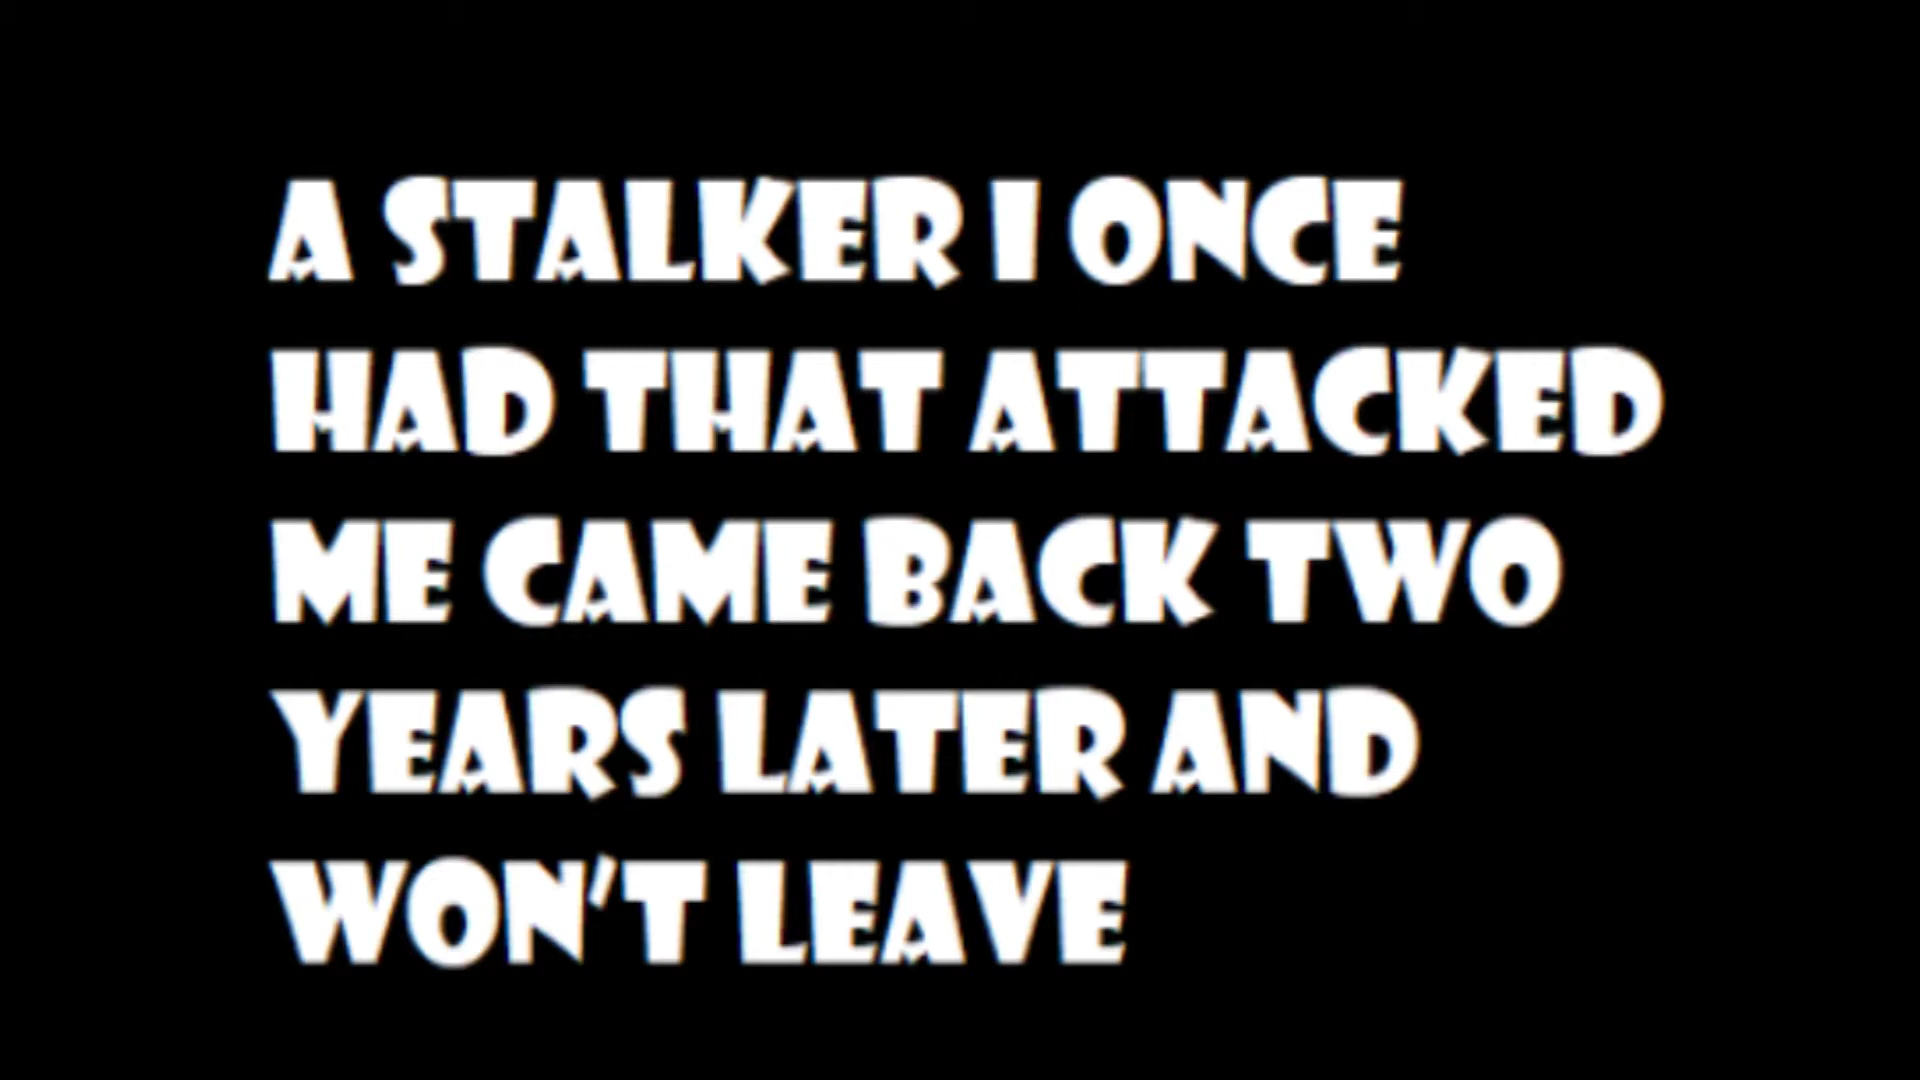 A STALKER I ONCE
HAD THAT ATTACKED
ME CAME BACK TWO
YEARS LATER AND
WON'T LEAVE